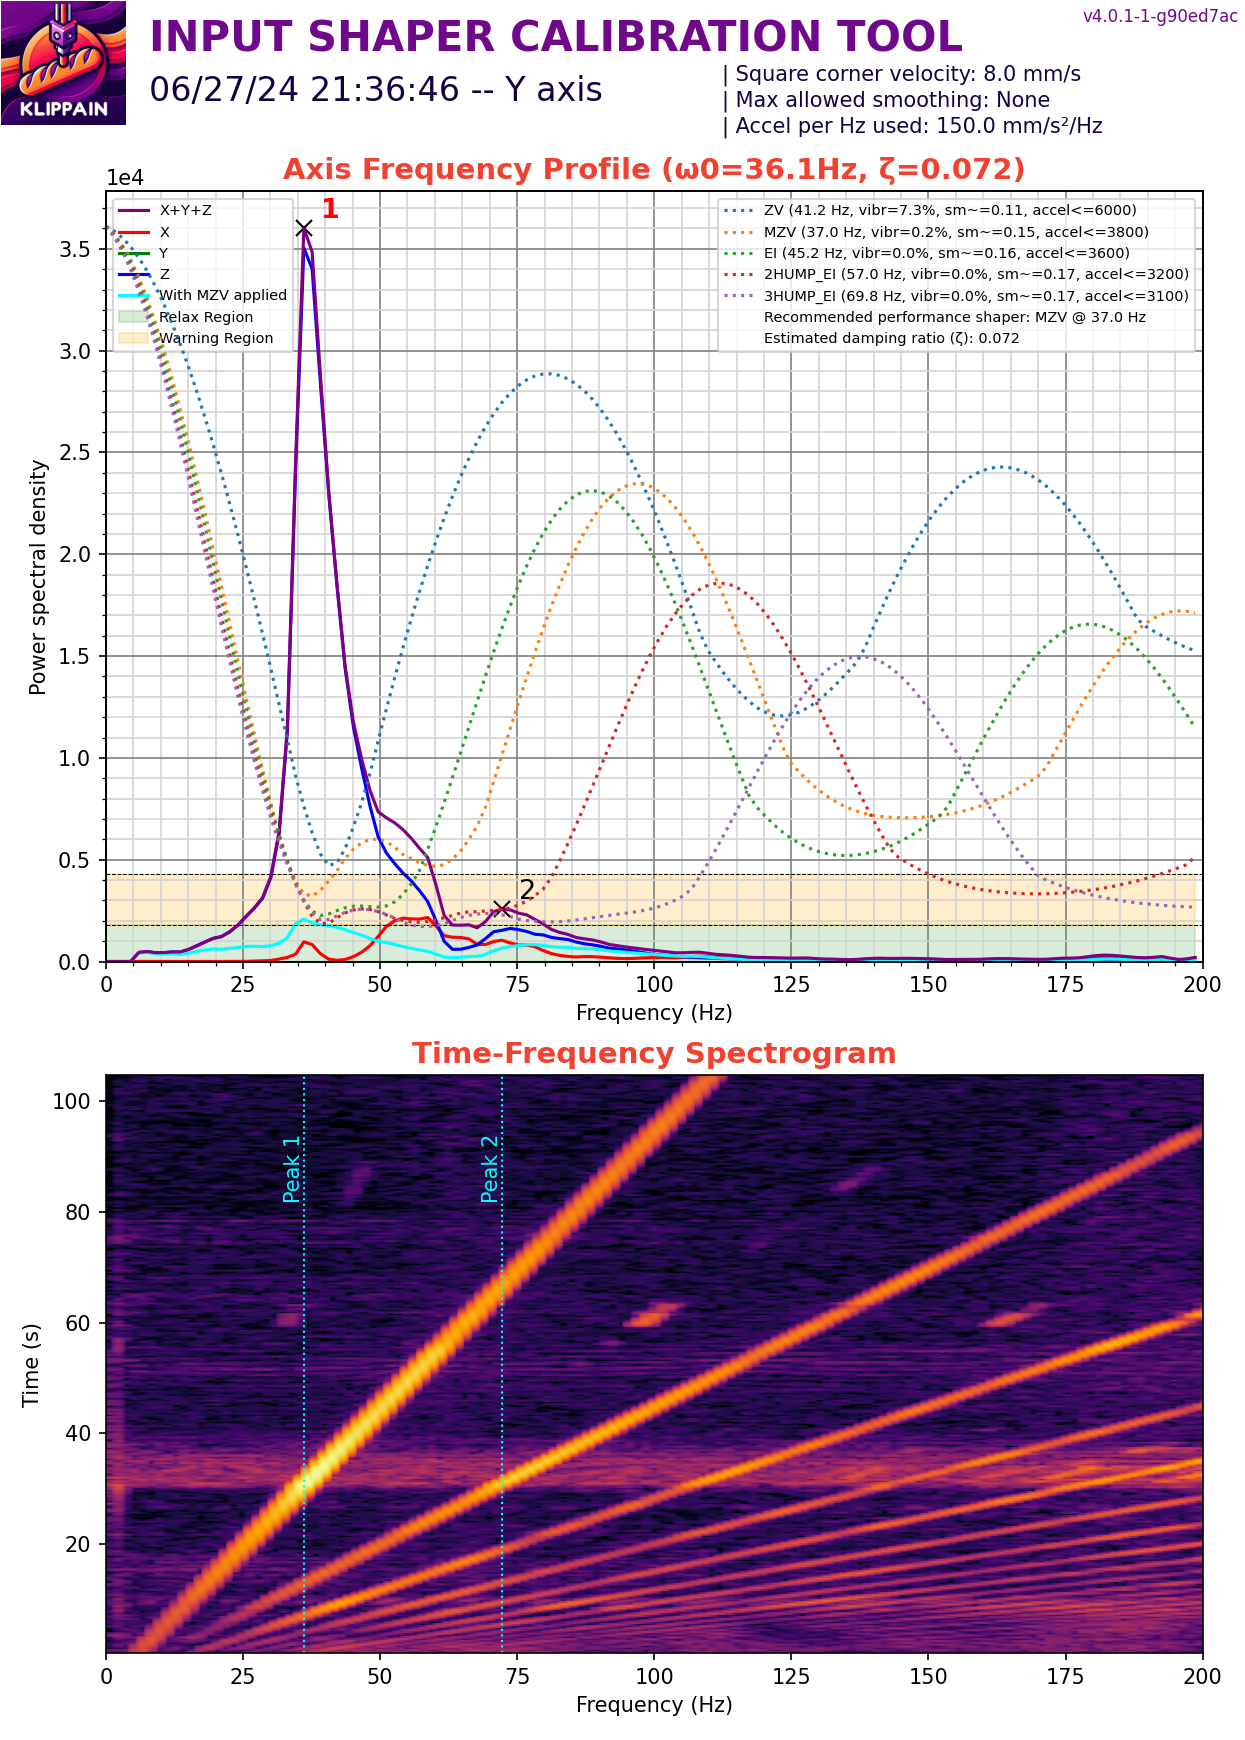 KLIPPAIN
INPUT SHAPER CALIBRATION TOOL
v4.0.1-1-g90ed7ac
06/27/24 21:36:46 -- Y axis
| Square corner velocity: 8.0 mm/s
| Max allowed smoothing: None
| Accel per Hz used: 150.0 mm/s²/Hz
Axis Frequency Profile (ω0=36.1Hz, ζ=0.072)
1e4
X+Y+Z
X
Y
Z
With MZV applied
Relax Region
Warning Region
1
ZV (41.2 Hz, vibr=7.3%, sm~=0.11, accel<=6000)
MZV (37.0 Hz, vibr=0.2%, sm~=0.15, accel<=3800)
EI (45.2 Hz, vibr=0.0%, sm~=0.16, accel<=3600)
2HUMP_EI (57.0 Hz, vibr=0.0%, sm~=0.17, accel<=3200)
3HUMP_EI (69.8 Hz, vibr=0.0%, sm~=0.17, accel<=3100)
Recommended performance shaper: MZV @ 37.0 Hz
Estimated damping ratio (ζ): 0.072
3.5
3.0
2.5
2.0
1.5
1.0
0.5
0.0
Power spectral density
2
0 25 50 75 100 125 150 175 200
Frequency (Hz)
Time-Frequency Spectrogram
100
80
60
40
20
Time (s)
Peak 1
Peak 2
0 25 50 75 100 125 150 175 200
Frequency (Hz)